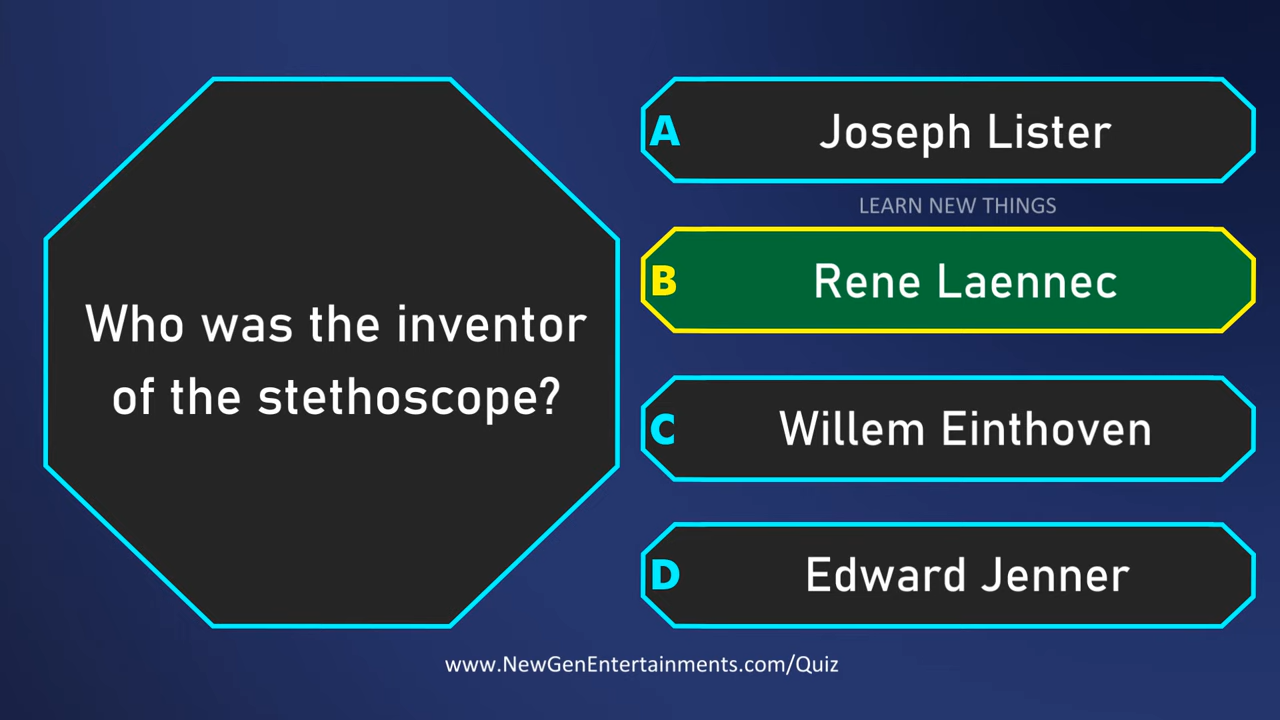 Who was the inventor
of the stethoscope?
A Joseph Lister
LEARN NEW THINGS
B Rene Laennec
C Willem Einthoven
D Edward Jenner
www.NewGenEntertainments.com/Quiz